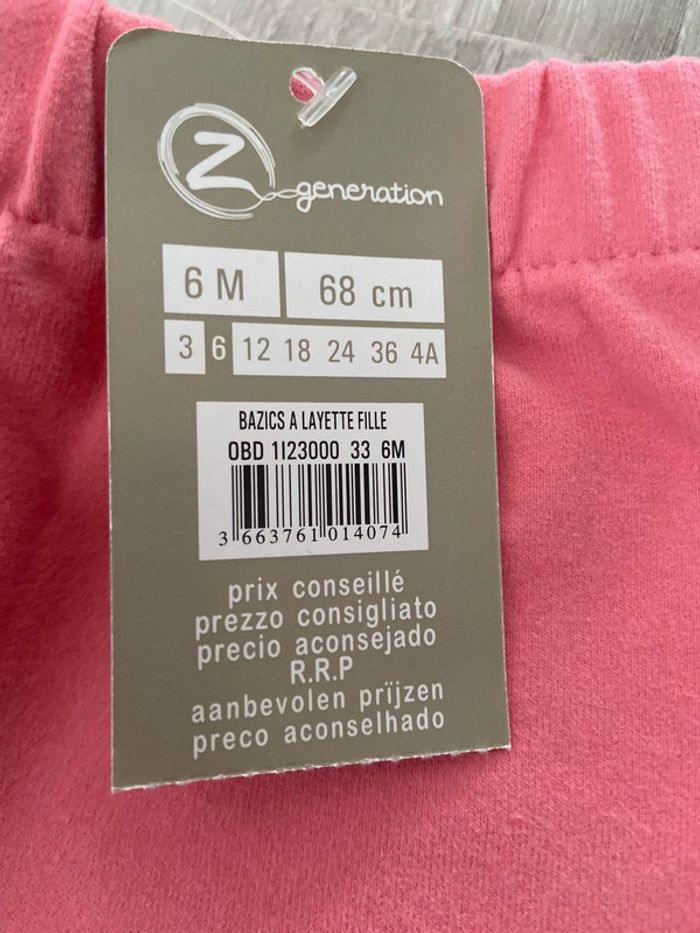 Z generation
6 M 68 cm
3 6 12 18 24 36 4A
BAZICS A LAYETTE FILLE
OBD 1I23000 33 6M
3 663761 014074
prix conseillé
prezzo consigliato
precio aconsejado
R.R.P
aanbevolen prijzen
preco aconselhado